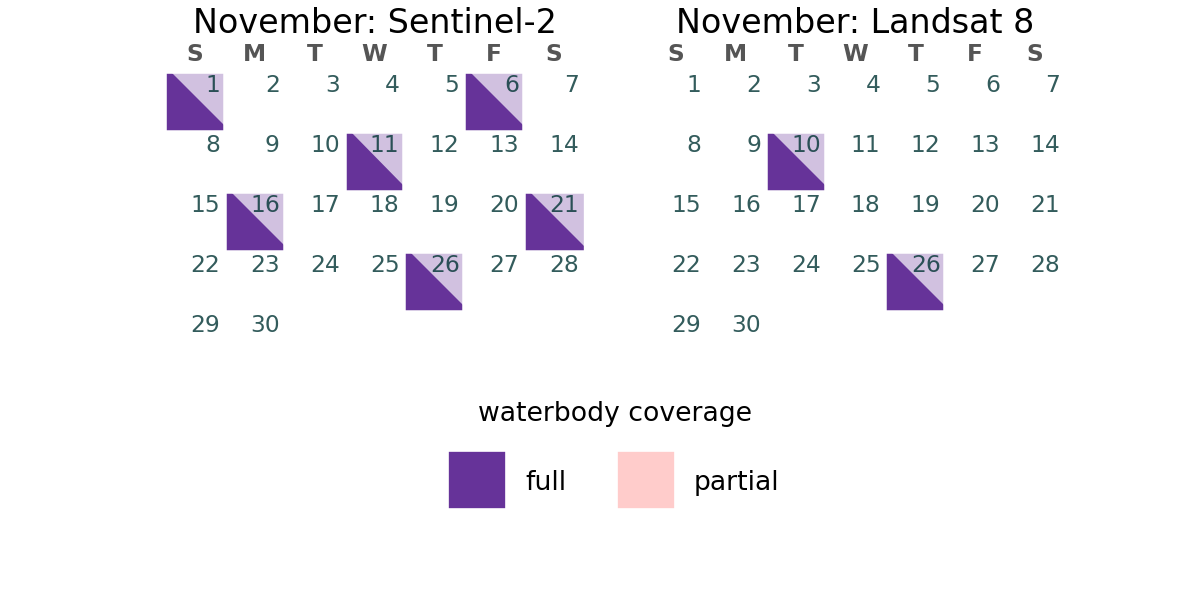 November: Sentinel-2
S M T W T F S
1 2 3 4 5 6 7
8 9 10 11 12 13 14
15 16 17 18 19 20 21
22 23 24 25 26 27 28
29 30
November: Landsat 8
S M T W T F S
1 2 3 4 5 6 7
8 9 10 11 12 13 14
15 16 17 18 19 20 21
22 23 24 25 26 27 28
29 30
waterbody coverage
full partial